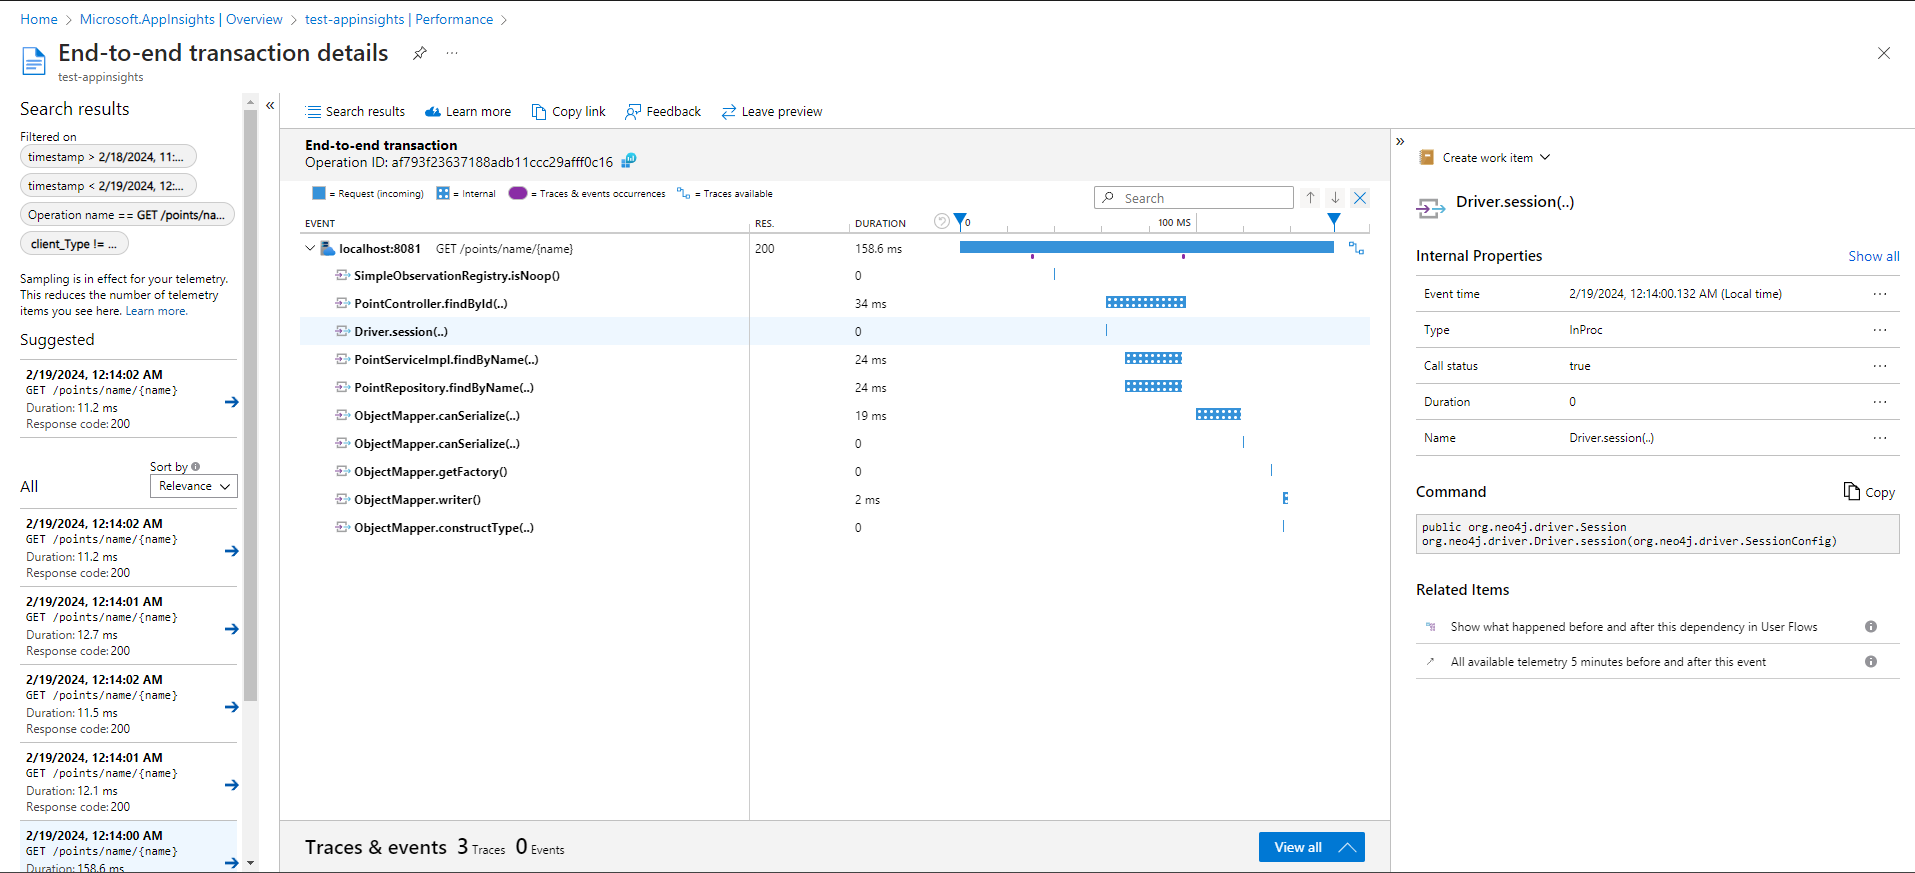 Home > Microsoft.AppInsights | Overview > test-appinsights | Performance >
End-to-end transaction details
test-appinsights
Search results
Filtered on
timestamp > 2/18/2024, 11:...
timestamp < 2/19/2024, 12:...
Operation name == GET /points/na...
client_Type != ...
Sampling is in effect for your telemetry.
This reduces the number of telemetry
items you see here. Learn more.
Suggested
2/19/2024, 12:14:02 AM
GET /points/name/{name}
Duration: 11.2 ms
Response code: 200
Sort by
All
Relevance
2/19/2024, 12:14:02 AM
GET /points/name/{name}
Duration: 11.2 ms
Response code: 200
2/19/2024, 12:14:01 AM
GET /points/name/{name}
Duration: 12.7 ms
Response code: 200
2/19/2024, 12:14:02 AM
GET /points/name/{name}
Duration: 11.5 ms
Response code: 200
2/19/2024, 12:14:01 AM
GET /points/name/{name}
Duration: 12.1 ms
Response code: 200
2/19/2024, 12:14:00 AM
GET /points/name/{name}
Duration: 158.6 ms
Search results Learn more Copy link Feedback Leave preview
End-to-end transaction
Operation ID: af793f23637188adb11ccc29afff0c16
= Request (incoming) = Internal = Traces & events occurrences = Traces available
Search
EVENT RES. DURATION 0 100 MS
localhost:8081 GET /points/name/{name} 200 158.6 ms
SimpleObservationRegistry.isNoop() 0
PointController.findById(..) 34 ms
Driver.session(..) 0
PointServiceImpl.findByName(..) 24 ms
PointRepository.findByName(..) 24 ms
ObjectMapper.canSerialize(..) 19 ms
ObjectMapper.canSerialize(..) 0
ObjectMapper.getFactory() 0
ObjectMapper.writer() 2 ms
ObjectMapper.constructType(..) 0
Traces & events 3 Traces 0 Events
View all
Create work item
Driver.session(..)
Internal Properties Show all
Event time 2/19/2024, 12:14:00.132 AM (Local time) ...
Type InProc ...
Call status true ...
Duration 0 ...
Name Driver.session(..) ...
Command Copy
public org.neo4j.driver.Session
org.neo4j.driver.Driver.session(org.neo4j.driver.SessionConfig)
Related Items
Show what happened before and after this dependency in User Flows
All available telemetry 5 minutes before and after this event